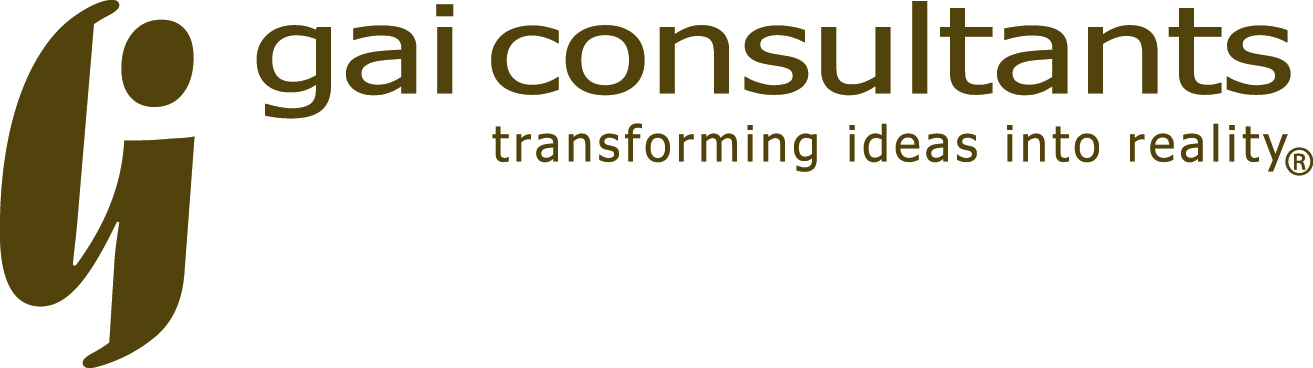 gai consultants
transforming ideas into reality®